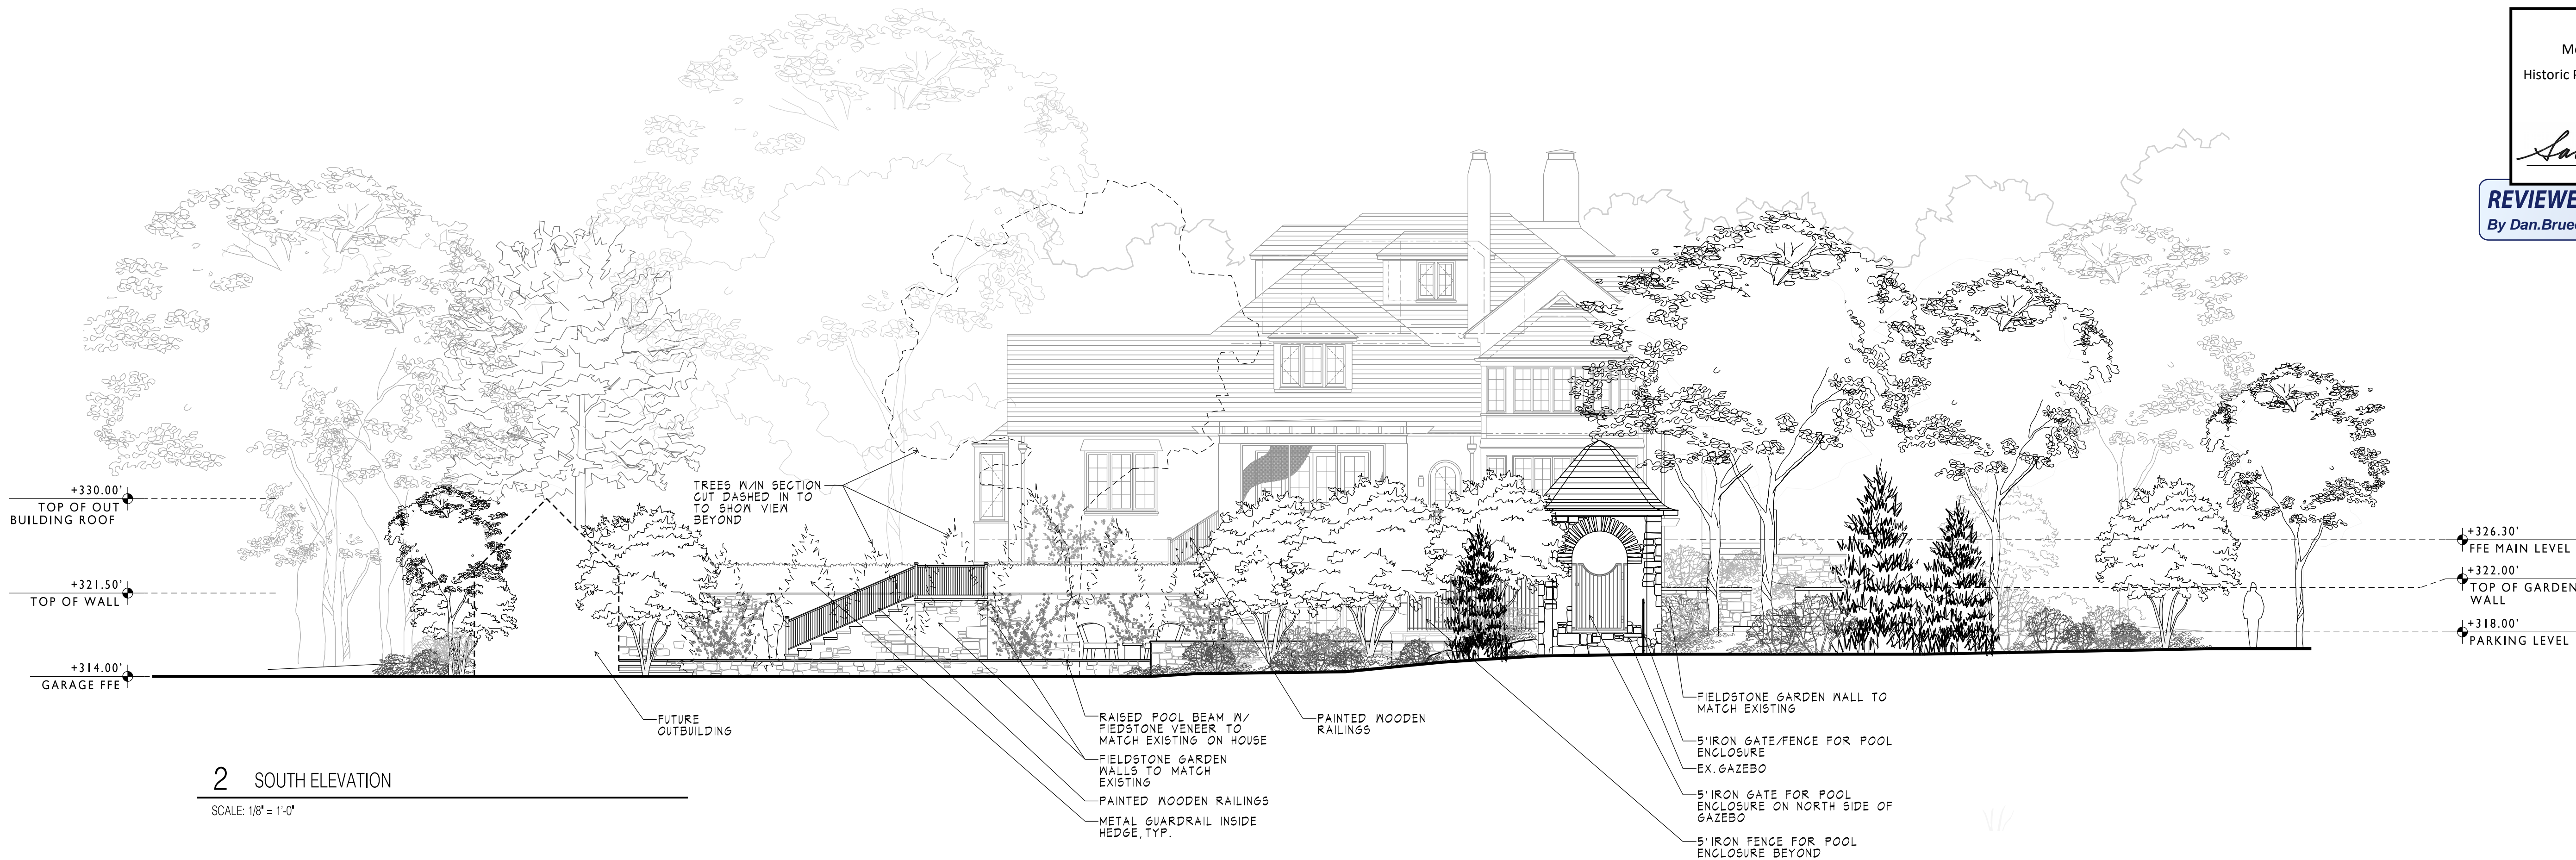 Historic
REVIEWE
By Dan.Brue
+330.00'
TOP OF OUT
BUILDING ROOF
+321.50'
TOP OF WALL
+314.00'
GARAGE FFE
TREES W/IN SECTION
CUT DASHED IN TO
TO SHOW VIEW
BEYOND
+326.30'
FFE MAIN LEVEL
+322.00'
TOP OF GARDEN
WALL
+318.00'
PARKING LEVEL
FUTURE
OUTBUILDING
RAISED POOL BEAM W/
FIEDSTONE VENEER TO
MATCH EXISTING ON HOUSE
FIELDSTONE GARDEN
WALLS TO MATCH
EXISTING
PAINTED WOODEN RAILINGS
METAL GUARDRAIL INSIDE
HEDGE, TYP.
PAINTED WOODEN
RAILINGS
FIELDSTONE GARDEN WALL TO
MATCH EXISTING
5' IRON GATE/FENCE FOR POOL
ENCLOSURE
EX. GAZEBO
5' IRON GATE FOR POOL
ENCLOSURE ON NORTH SIDE OF
GAZEBO
5' IRON FENCE FOR POOL
ENCLOSURE BEYOND
2 SOUTH ELEVATION
SCALE: 1/8" = 1'-0"